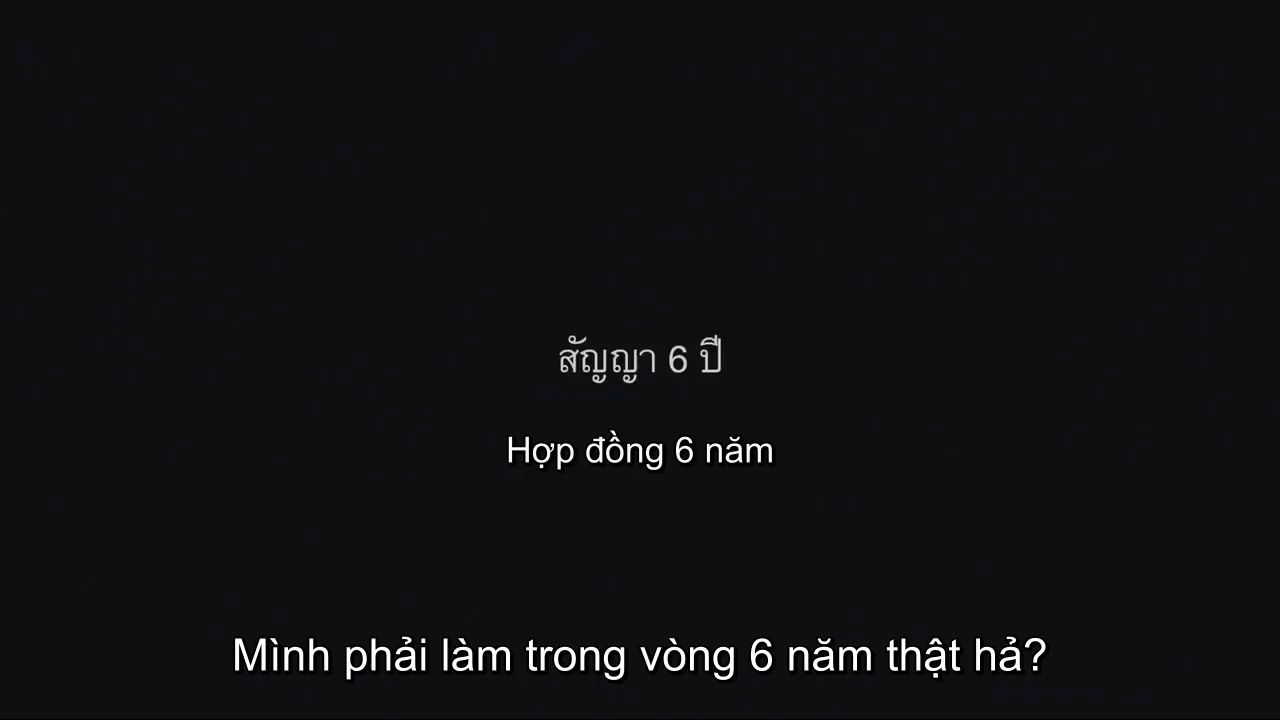 สัญญา 6 ปี
Hợp đồng 6 năm
Mình phải làm trong vòng 6 năm thật hả?